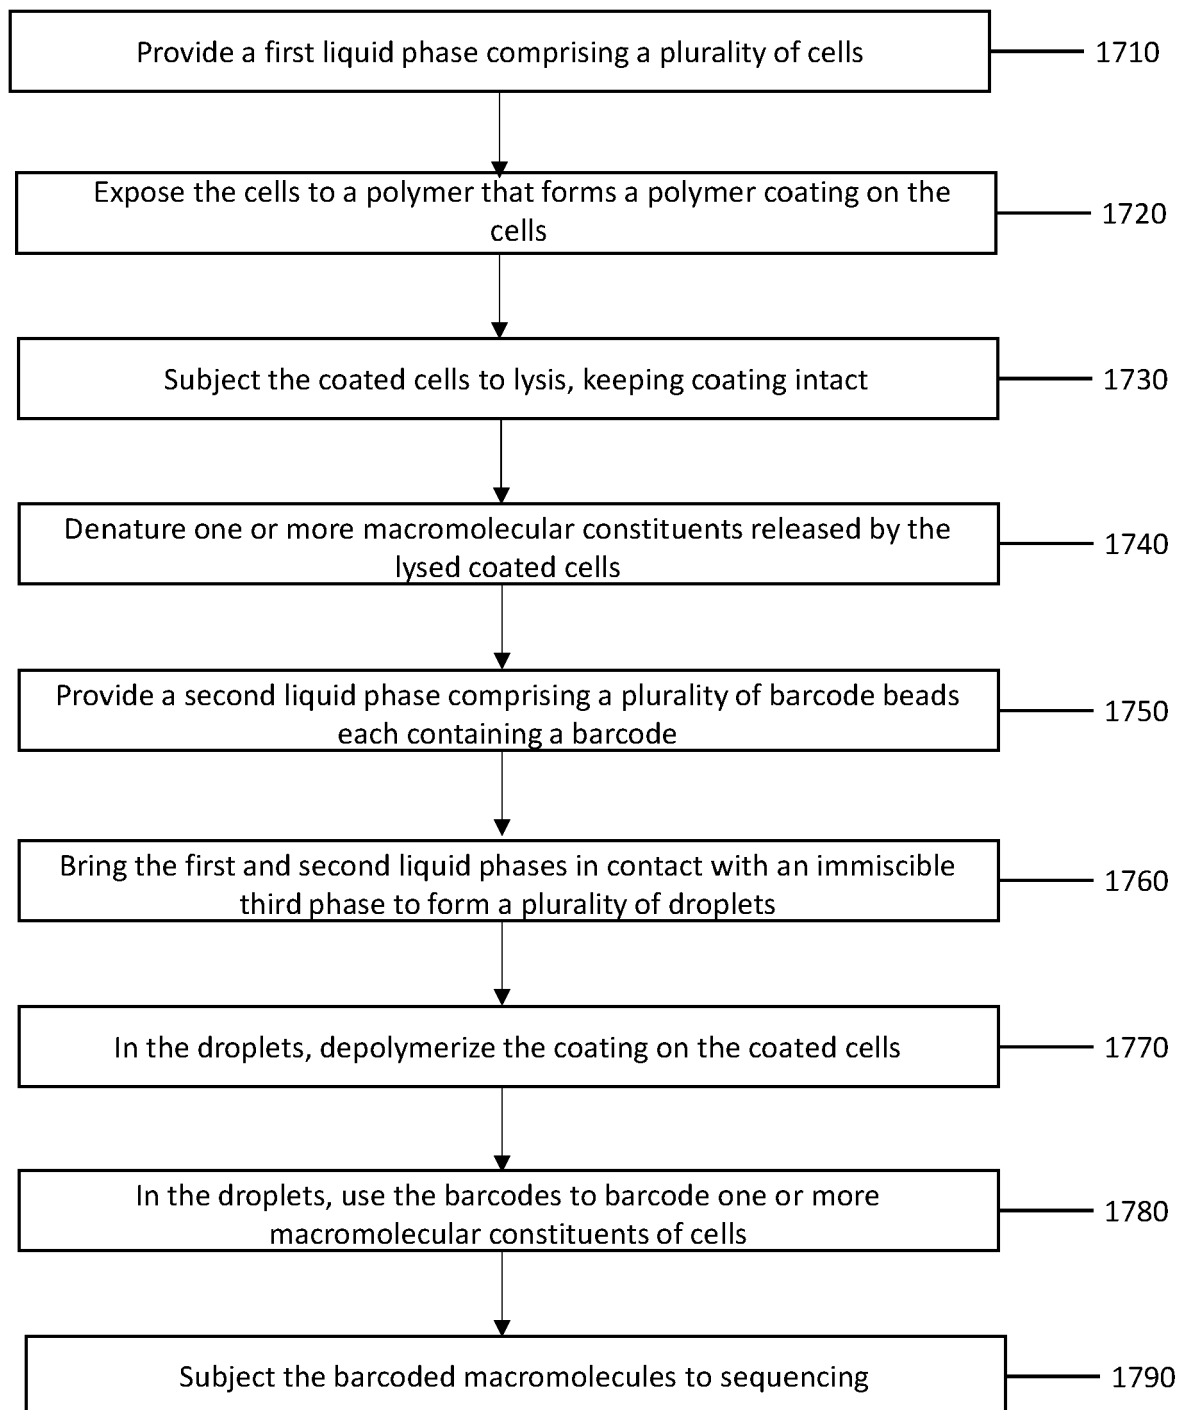 Provide a first liquid phase comprising a plurality of cells
1710
Expose the cells to a polymer that forms a polymer coating on the
cells
1720
Subject the coated cells to lysis, keeping coating intact
1730
Denature one or more macromolecular constituents released by the
lysed coated cells
1740
Provide a second liquid phase comprising a plurality of barcode beads
each containing a barcode
1750
Bring the first and second liquid phases in contact with an immiscible
third phase to form a plurality of droplets
1760
In the droplets, depolymerize the coating on the coated cells
1770
In the droplets, use the barcodes to barcode one or more
macromolecular constituents of cells
1780
Subject the barcoded macromolecules to sequencing
1790